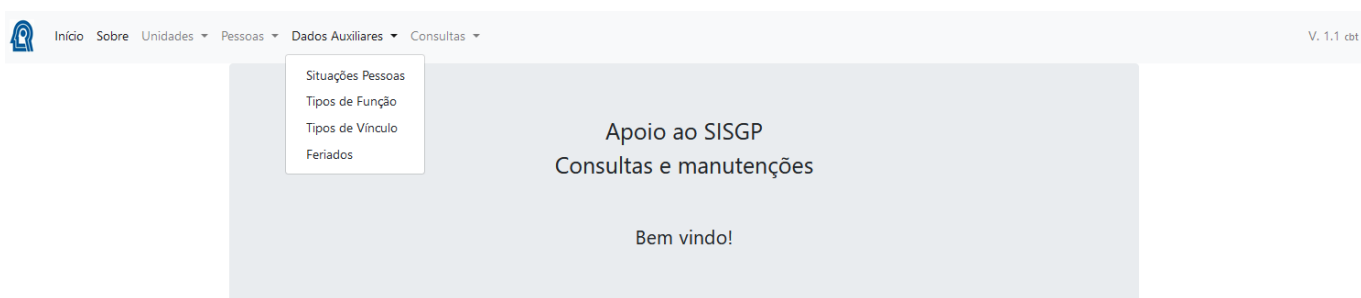 Início Sobre Unidades Pessoas Dados Auxiliares Consultas V. 1.1 cbt
Situações Pessoas
Tipos de Função
Tipos de Vínculo
Feriados
Apoio ao SISGP
Consultas e manutenções
Bem vindo!